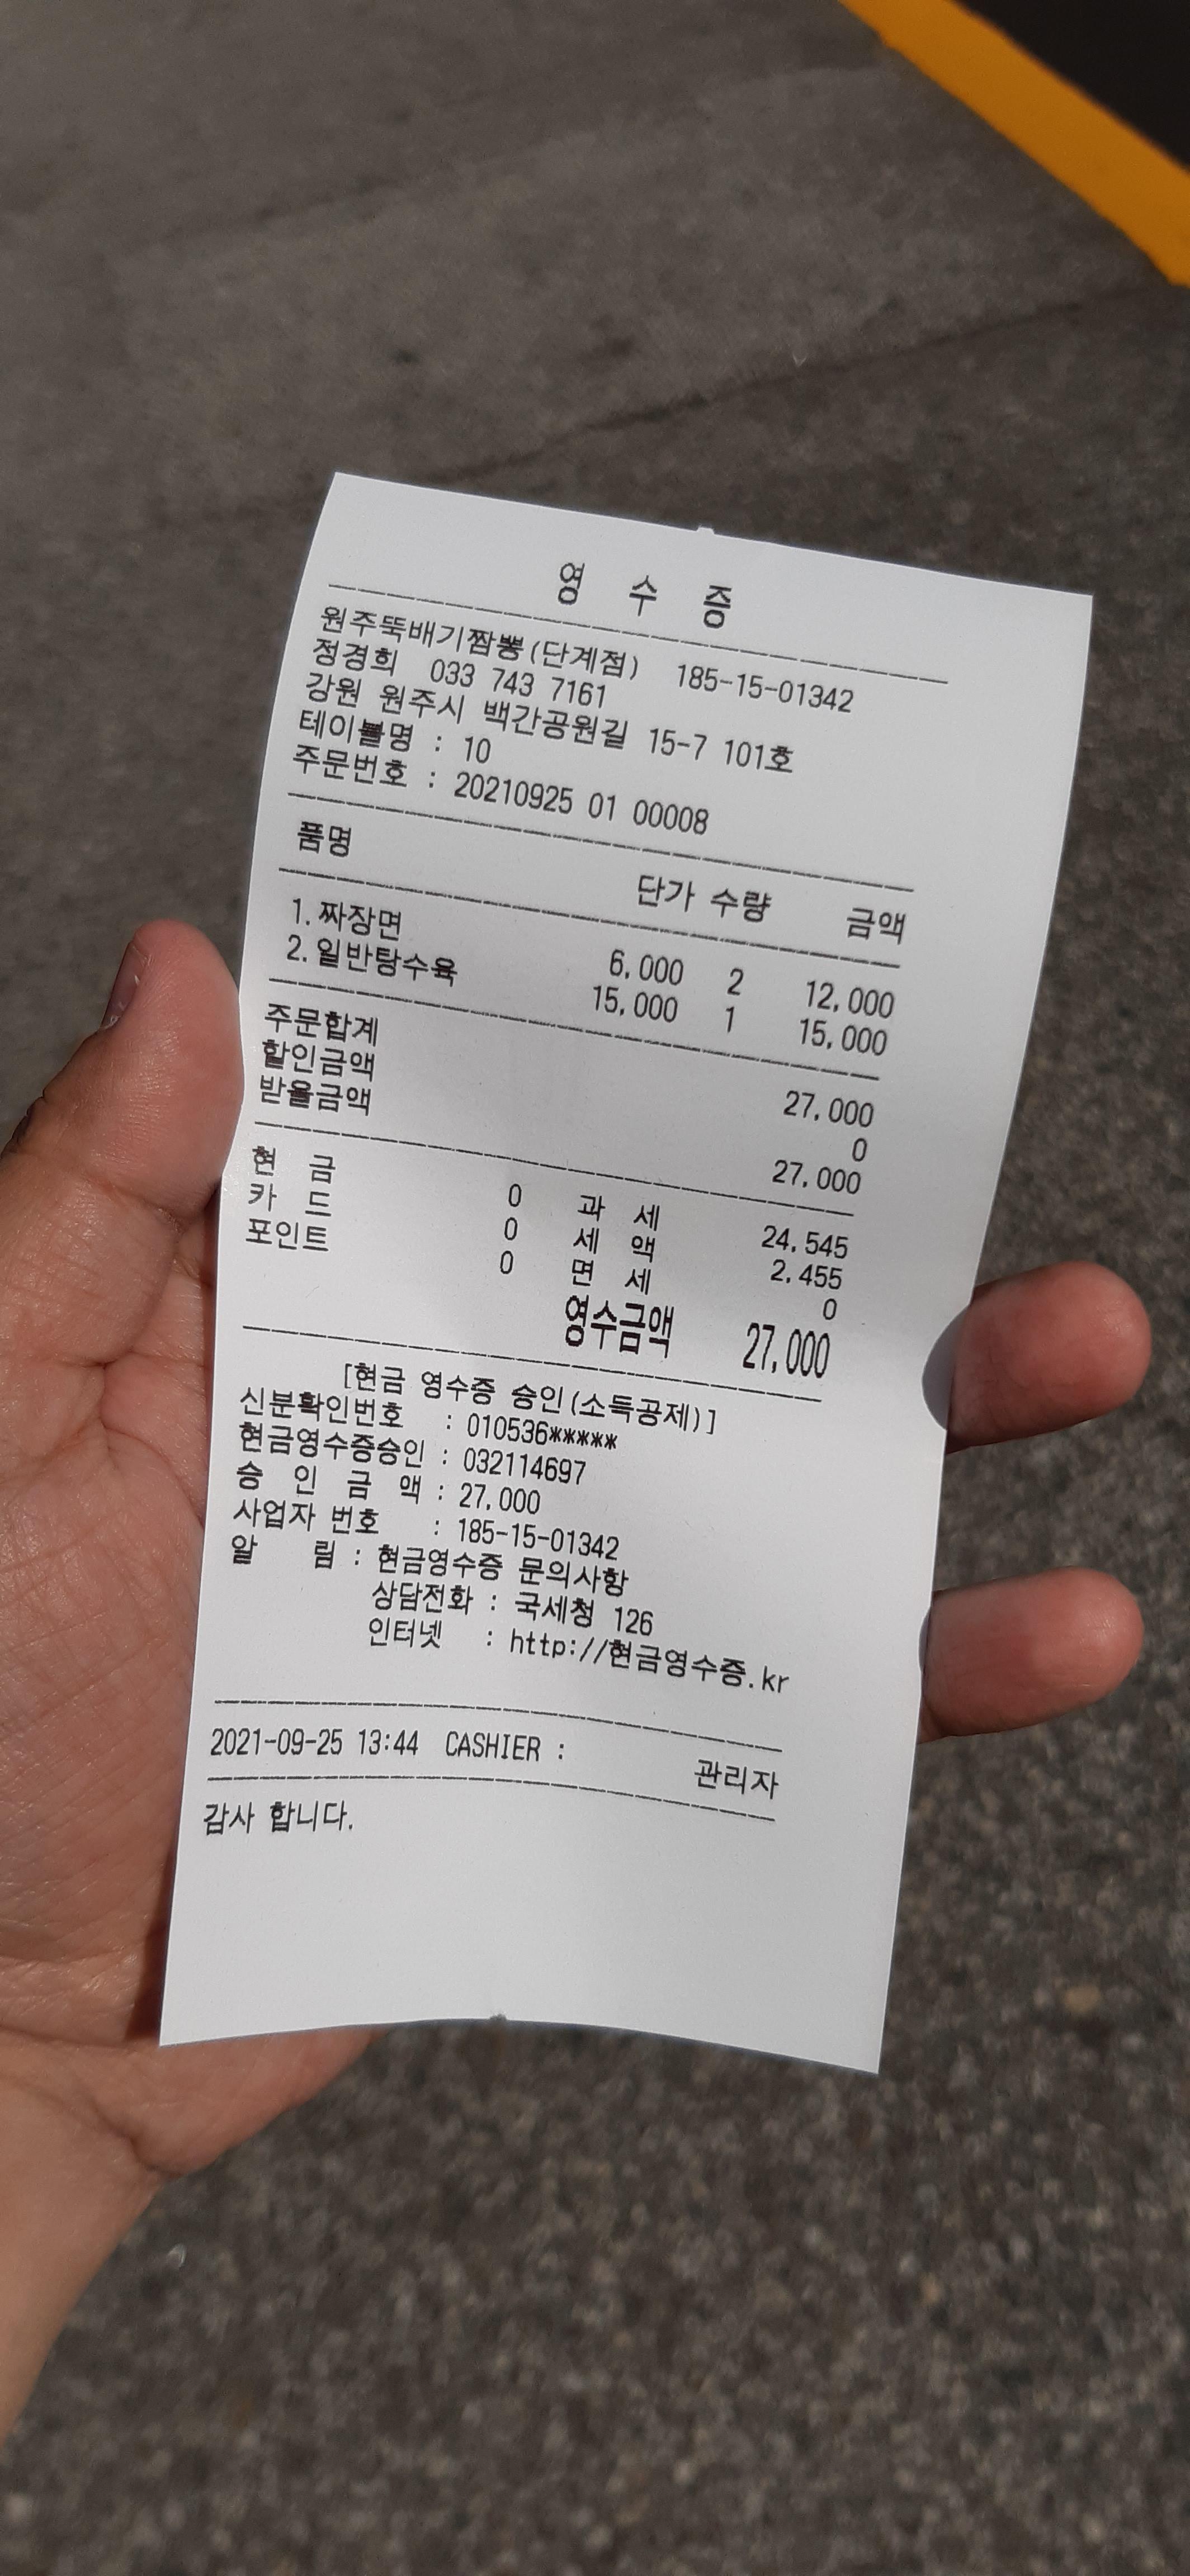 영 수 증
원주뚝배기짬뽕(단계점) 185-15-01342
정경희 033 743 7161
강원 원주시 백간공원길 15-7 101호
테이블명 : 10
주문번호 : 20210925 01 00008
품명 단가 수량 금액
1.짜장면 6,000 2 12,000
2.일반탕수육 15,000 1 15,000
주문합계 27,000
할인금액 0
받을금액 27,000
현 금 0 과 세 24,545
카 드 0 세 액 2,455
포인트 0 면 세 0
영수금액 27,000
[현금 영수증 승인(소득공제)]
신분확인번호 : 010536*****
현금영수증승인 : 032114697
승 인 금 액 : 27,000
사업자 번호 : 185-15-01342
알 림 : 현금영수증 문의사항
상담전화 : 국세청 126
인터넷 : http://현금영수증.kr
2021-09-25 13:44 CASHIER : 관리자
감사 합니다.